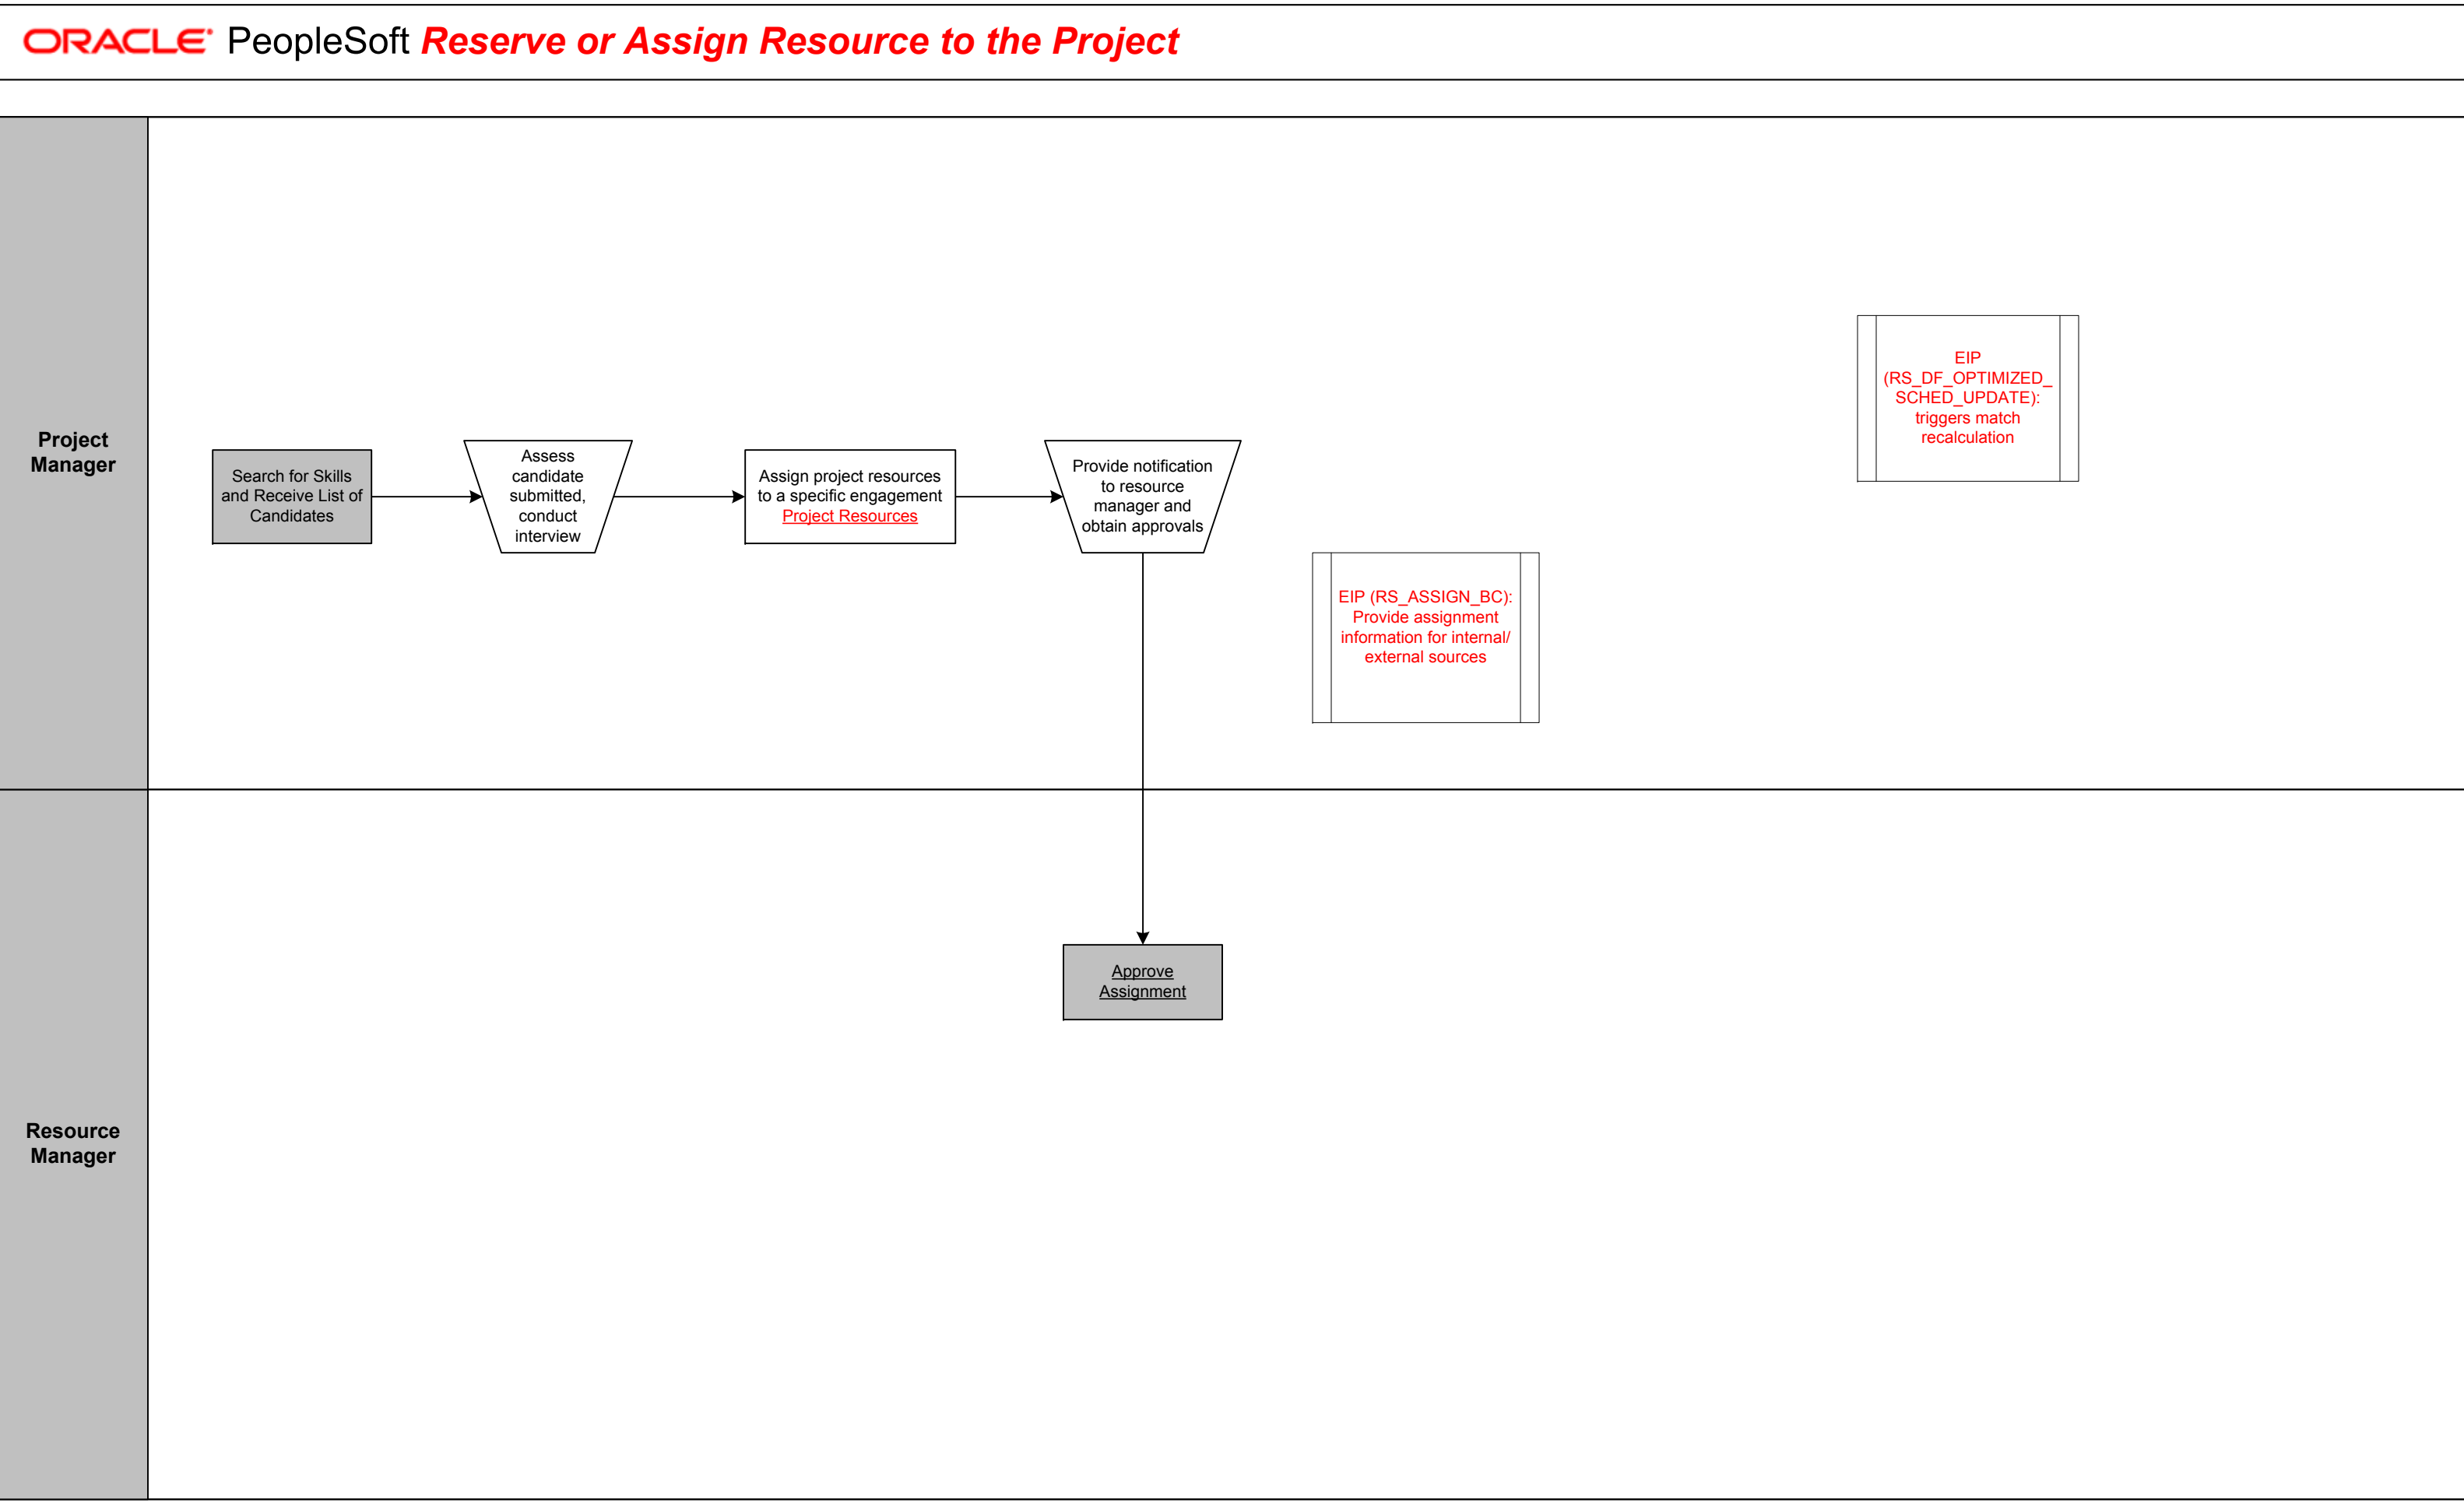 ORACLE PeopleSoft Reserve or Assign Resource to the Project
Project
Manager
Search for Skills
and Receive List of
Candidates
Assess
candidate
submitted,
conduct
interview
Assign project resources
to a specific engagement
Project Resources
Provide notification
to resource
manager and
obtain approvals
EIP (RS_ASSIGN_BC):
Provide assignment
information for internal/
external sources
EIP
(RS_DF_OPTIMIZED_
SCHED_UPDATE):
triggers match
recalculation
Resource
Manager
Approve
Assignment